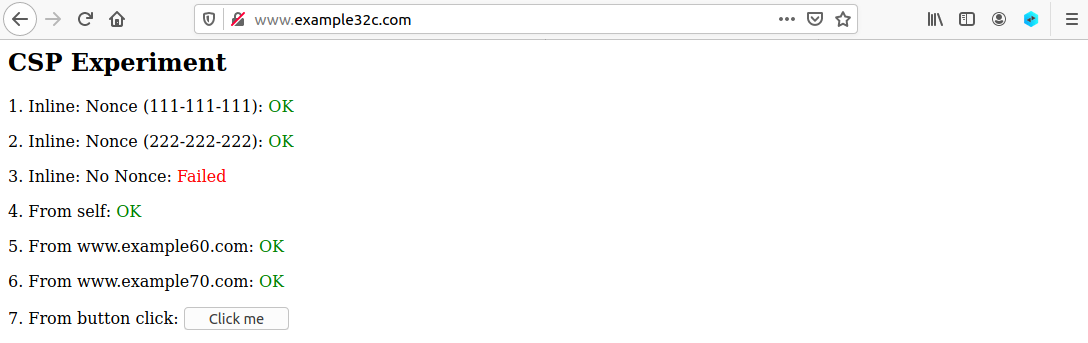 www.example32c.com
CSP Experiment
1. Inline: Nonce (111-111-111): OK
2. Inline: Nonce (222-222-222): OK
3. Inline: No Nonce: Failed
4. From self: OK
5. From www.example60.com: OK
6. From www.example70.com: OK
7. From button click: Click me